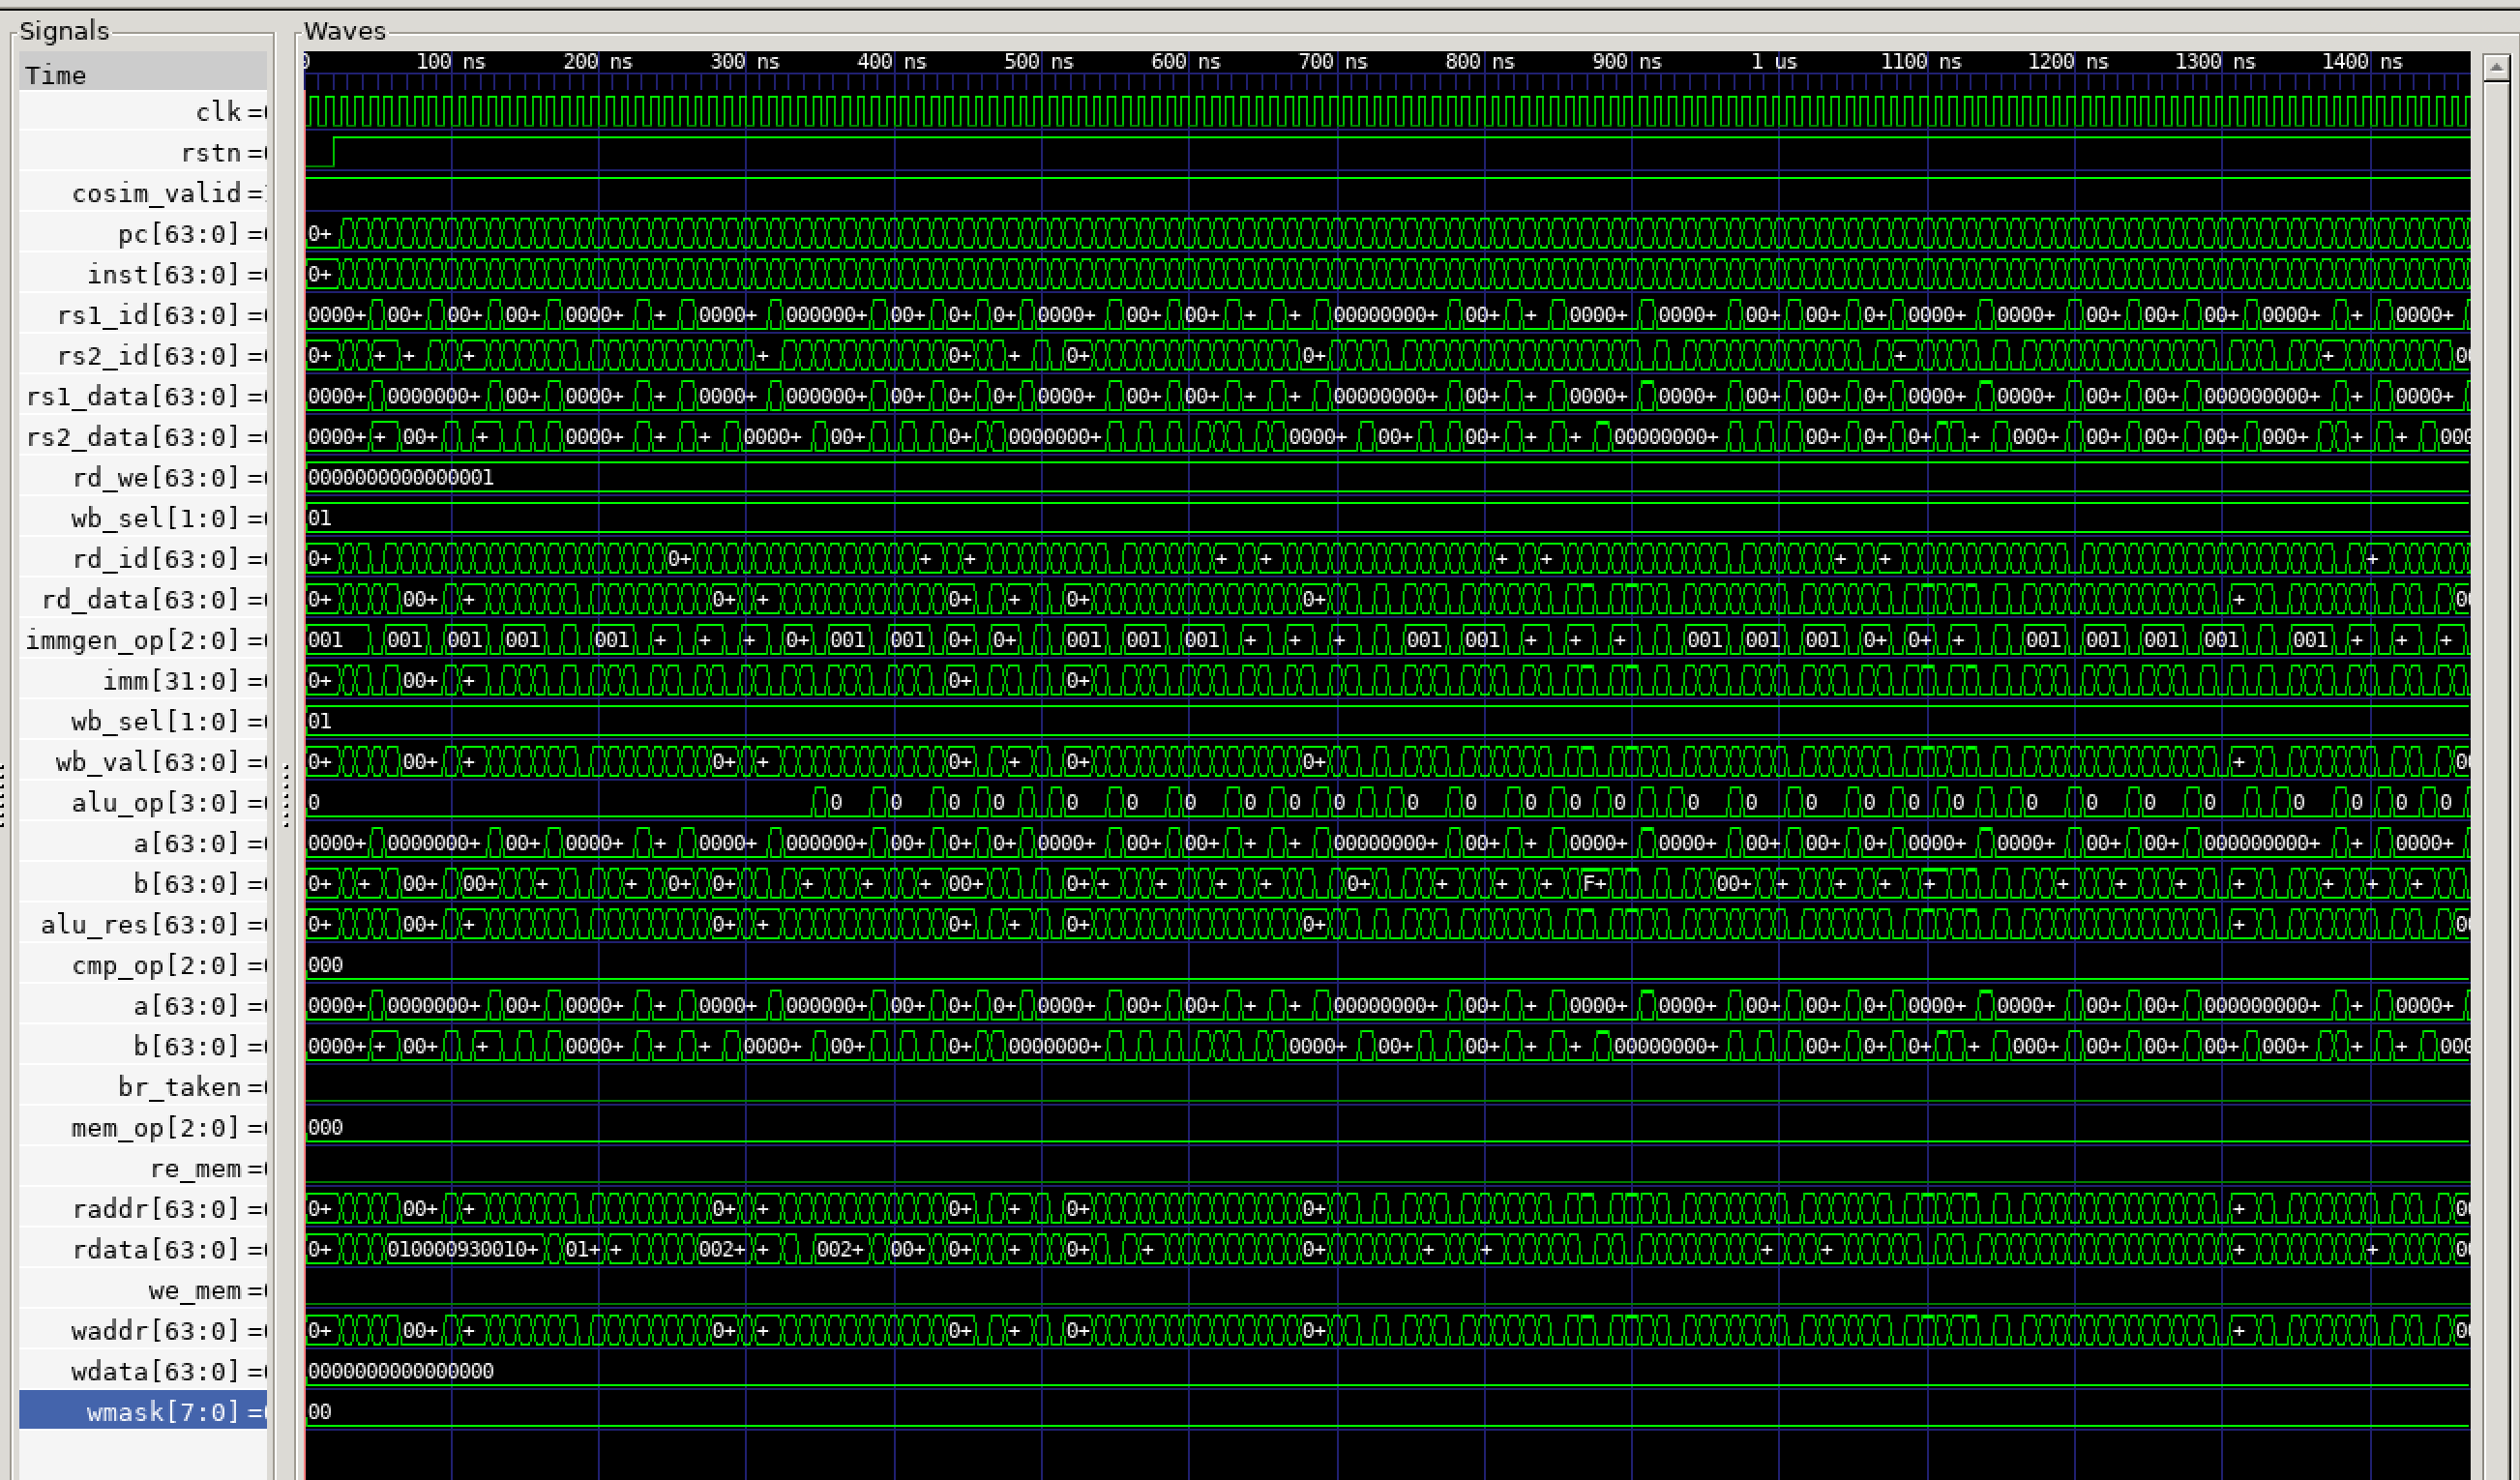 Signals Waves
Time 0 100 ns 200 ns 300 ns 400 ns 500 ns 600 ns 700 ns 800 ns 900 ns 1 us 1100 ns 1200 ns 1300 ns 1400 ns
clk =
rstn =
cosim_valid =
pc[63:0] = 0+
inst[63:0] = 0+
rs1_id[63:0] = 0000+ 00+ 00+ 00+ 0000+ + 0000+ 000000+ 00+ 0+ 0+ 0000+ 00+ 00+ + + 00000000+ 00+ + 0000+ 0000+ 00+ 00+ 0+ 0000+ 0000+ 00+ 00+ 00+ 0000+ + 0000+
rs2_id[63:0] = 0+ + + + + 0+ + 0+ 0+ + + 0
rs1_data[63:0] = 0000+ 0000000+ 00+ 0000+ + 0000+ 000000+ 00+ 0+ 0+ 0000+ 00+ 00+ + + 00000000+ 00+ + 0000+ 0000+ 00+ 00+ 0+ 0000+ 0000+ 00+ 00+ 000000000+ + 0000+
rs2_data[63:0] = 0000+ + 00+ + 0000+ + + 0000+ 00+ 0+ 0000000+ 0000+ 00+ 00+ + + 00000000+ 00+ 0+ 0+ + 000+ 00+ 00+ 00+ 000+ + + 000
rd_we[63:0] = 0000000000000001
wb_sel[1:0] = 01
rd_id[63:0] = 0+ 0+ + + + + + + + + +
rd_data[63:0] = 0+ 00+ + 0+ + 0+ + 0+ 0+ + 0
immgen_op[2:0] = 001 001 001 001 001 + + + 0+ 001 001 0+ 0+ 001 001 001 + + + 001 001 + + + 001 001 001 0+ 0+ + 001 001 001 001 001 + + +
imm[31:0] = 0+ 00+ + 0+ 0+
wb_sel[1:0] = 01
wb_val[63:0] = 0+ 00+ + 0+ + 0+ + 0+ 0+ + 0
alu_op[3:0] = 0 0 0 0 0 0 0 0 0 0 0 0 0 0 0 0 0 0 0 0 0 0 0 0 0 0 0 0 0
a[63:0] = 0000+ 0000000+ 00+ 0000+ + 0000+ 000000+ 00+ 0+ 0+ 0000+ 00+ 00+ + + 00000000+ 00+ + 0000+ 0000+ 00+ 00+ 0+ 0000+ 0000+ 00+ 00+ 000000000+ + 0000+
b[63:0] = 0+ + 00+ 00+ + + 0+ 0+ + + + 00+ 0+ + + + + 0+ + + + F+ 00+ + + + + + + + + + + +
alu_res[63:0] = 0+ 00+ + 0+ + 0+ + 0+ 0+ + 0
cmp_op[2:0] = 000
a[63:0] = 0000+ 0000000+ 00+ 0000+ + 0000+ 000000+ 00+ 0+ 0+ 0000+ 00+ 00+ + + 00000000+ 00+ + 0000+ 0000+ 00+ 00+ 0+ 0000+ 0000+ 00+ 00+ 000000000+ + 0000+
b[63:0] = 0000+ + 00+ + 0000+ + + 0000+ 00+ 0+ 0000000+ 0000+ 00+ 00+ + + 00000000+ 00+ 0+ 0+ + 000+ 00+ 00+ 00+ 000+ + + 000
br_taken =
mem_op[2:0] = 000
re_mem =
raddr[63:0] = 0+ 00+ + 0+ + 0+ + 0+ 0+ + 0
rdata[63:0] = 0+ 010000930010+ 01+ + 002+ + 002+ 00+ 0+ + 0+ + 0+ + + + + + + 0
we_mem =
waddr[63:0] = 0+ 00+ + 0+ + 0+ + 0+ 0+ + 0
wdata[63:0] = 0000000000000000
wmask[7:0] = 00